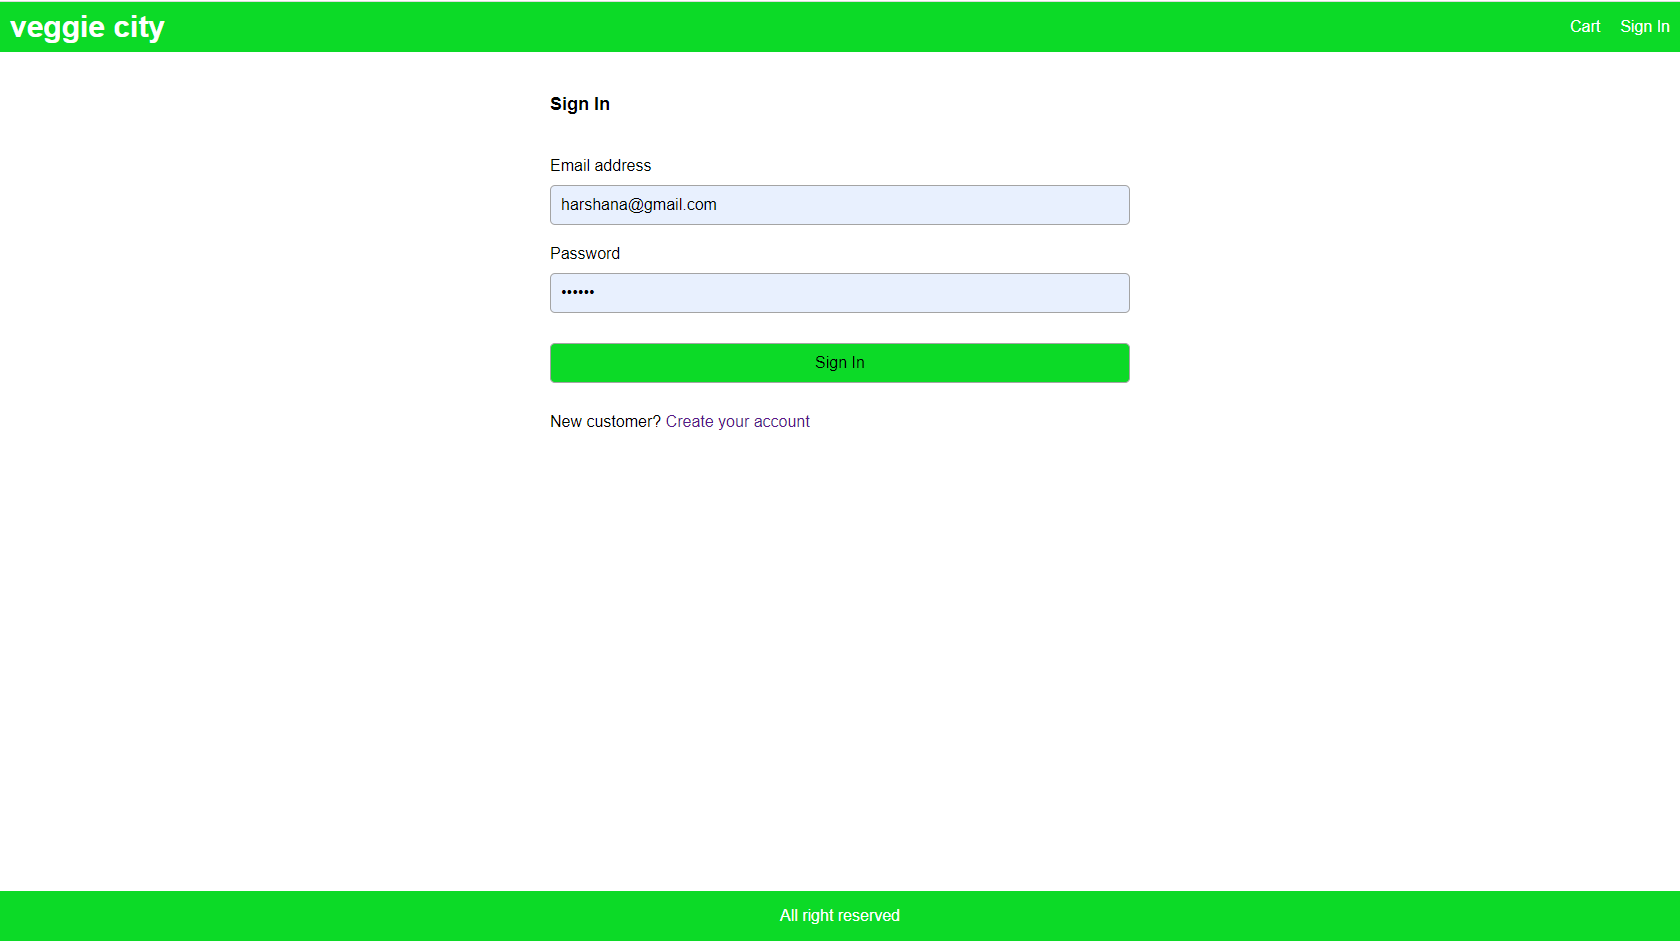 veggie city
Cart
Sign In
Sign In
Email address
harshana@gmail.com
Password
••••••
Sign In
New customer? Create your account
All right reserved